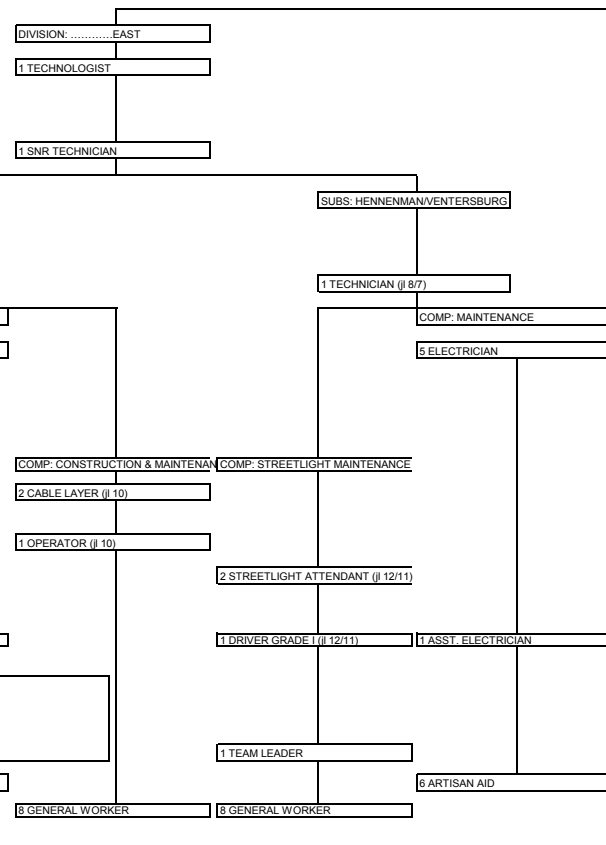 DIVISION: ............EAST
1 TECHNOLOGIST
1 SNR TECHNICIAN
SUBS: HENNENMAN/VENTERSBURG
1 TECHNICIAN (jl 8/7)
COMP: MAINTENANCE
5 ELECTRICIAN
COMP: CONSTRUCTION & MAINTENAN
COMP: STREETLIGHT MAINTENANCE
2 CABLE LAYER (jl 10)
1 OPERATOR (jl 10)
2 STREETLIGHT ATTENDANT (jl 12/11)
1 DRIVER GRADE I (jl 12/11)
1 ASST. ELECTRICIAN
1 TEAM LEADER
6 ARTISAN AID
8 GENERAL WORKER
8 GENERAL WORKER